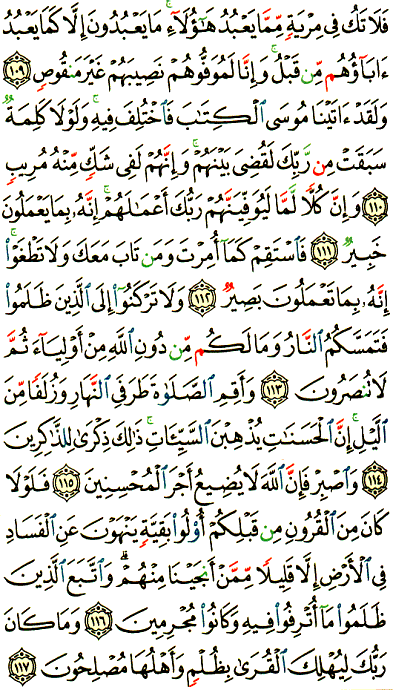 فَلَا تَكُ فِى مِرْيَةٍ مِّمَّا يَعْبُدُ هَٰٓؤُلَآءِ ۚ مَا يَعْبُدُونَ إِلَّا كَمَا يَعْبُدُ
ءَابَآؤُهُم مِّن قَبْلُ ۚ وَإِنَّا لَمُوَفُّوهُمْ نَصِيبَهُمْ غَيْرَ مَنقُوصٍ ١٠٩
وَلَقَدْ ءَاتَيْنَا مُوسَى ٱلْكِتَٰبَ فَٱخْتُلِفَ فِيهِ ۚ وَلَوْلَا كَلِمَةٌ
سَبَقَتْ مِن رَّبِّكَ لَقُضِىَ بَيْنَهُمْ ۚ وَإِنَّهُمْ لَفِى شَكٍّ مِّنْهُ مُرِيبٍ
١١٠ وَإِنَّ كُلًّا لَّمَّا لَيُوَفِّيَنَّهُمْ رَبُّكَ أَعْمَٰلَهُمْ ۚ إِنَّهُۥ بِمَا يَعْمَلُونَ
خَبِيرٌ ١١١ فَٱسْتَقِمْ كَمَآ أُمِرْتَ وَمَن تَابَ مَعَكَ وَلَا تَطْغَوْا۟ ۚ
إِنَّهُۥ بِمَا تَعْمَلُونَ بَصِيرٌ ١١٢ وَلَا تَرْكَنُوٓا۟ إِلَى ٱلَّذِينَ ظَلَمُوا۟
فَتَمَسَّكُمُ ٱلنَّارُ وَمَا لَكُم مِّن دُونِ ٱللَّهِ مِنْ أَوْلِيَآءَ ثُمَّ
لَا تُنصَرُونَ ١١٣ وَأَقِمِ ٱلصَّلَوٰةَ طَرَفَىِ ٱلنَّهَارِ وَزُلَفًا مِّنَ
ٱلَّيْلِ ۚ إِنَّ ٱلْحَسَنَٰتِ يُذْهِبْنَ ٱلسَّيِّـَٔاتِ ۚ ذَٰلِكَ ذِكْرَىٰ لِلذَّٰكِرِينَ
١١٤ وَٱصْبِرْ فَإِنَّ ٱللَّهَ لَا يُضِيعُ أَجْرَ ٱلْمُحْسِنِينَ ١١٥ فَلَوْلَا
كَانَ مِنَ ٱلْقُرُونِ مِن قَبْلِكُمْ أُو۟لُوا۟ بَقِيَّةٍ يَنْهَوْنَ عَنِ ٱلْفَسَادِ
فِى ٱلْأَرْضِ إِلَّا قَلِيلًا مِّمَّنْ أَنجَيْنَا مِنْهُمْ ۗ وَٱتَّبَعَ ٱلَّذِينَ
ظَلَمُوا۟ مَآ أُتْرِفُوا۟ فِيهِ وَكَانُوا۟ مُجْرِمِينَ ١١٦ وَمَا كَانَ
رَبُّكَ لِيُهْلِكَ ٱلْقُرَىٰ بِظُلْمٍ وَأَهْلُهَا مُصْلِحُونَ ١١٧